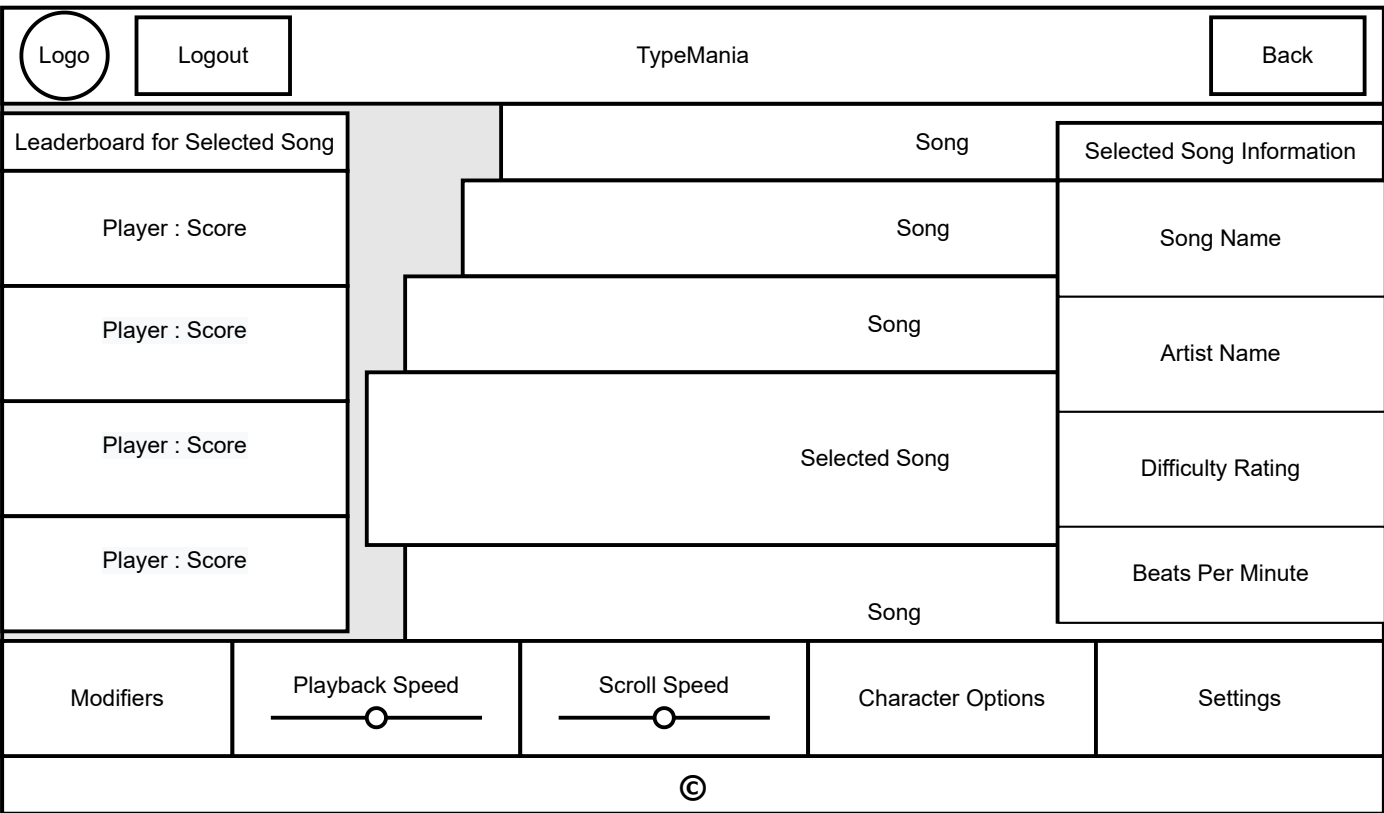 Logo
Logout
TypeMania
Back
Leaderboard for Selected Song
Player : Score
Player : Score
Player : Score
Player : Score
Song
Song
Song
Selected Song
Song
Selected Song Information
Song Name
Artist Name
Difficulty Rating
Beats Per Minute
Modifiers
Playback Speed
Scroll Speed
Character Options
Settings
©